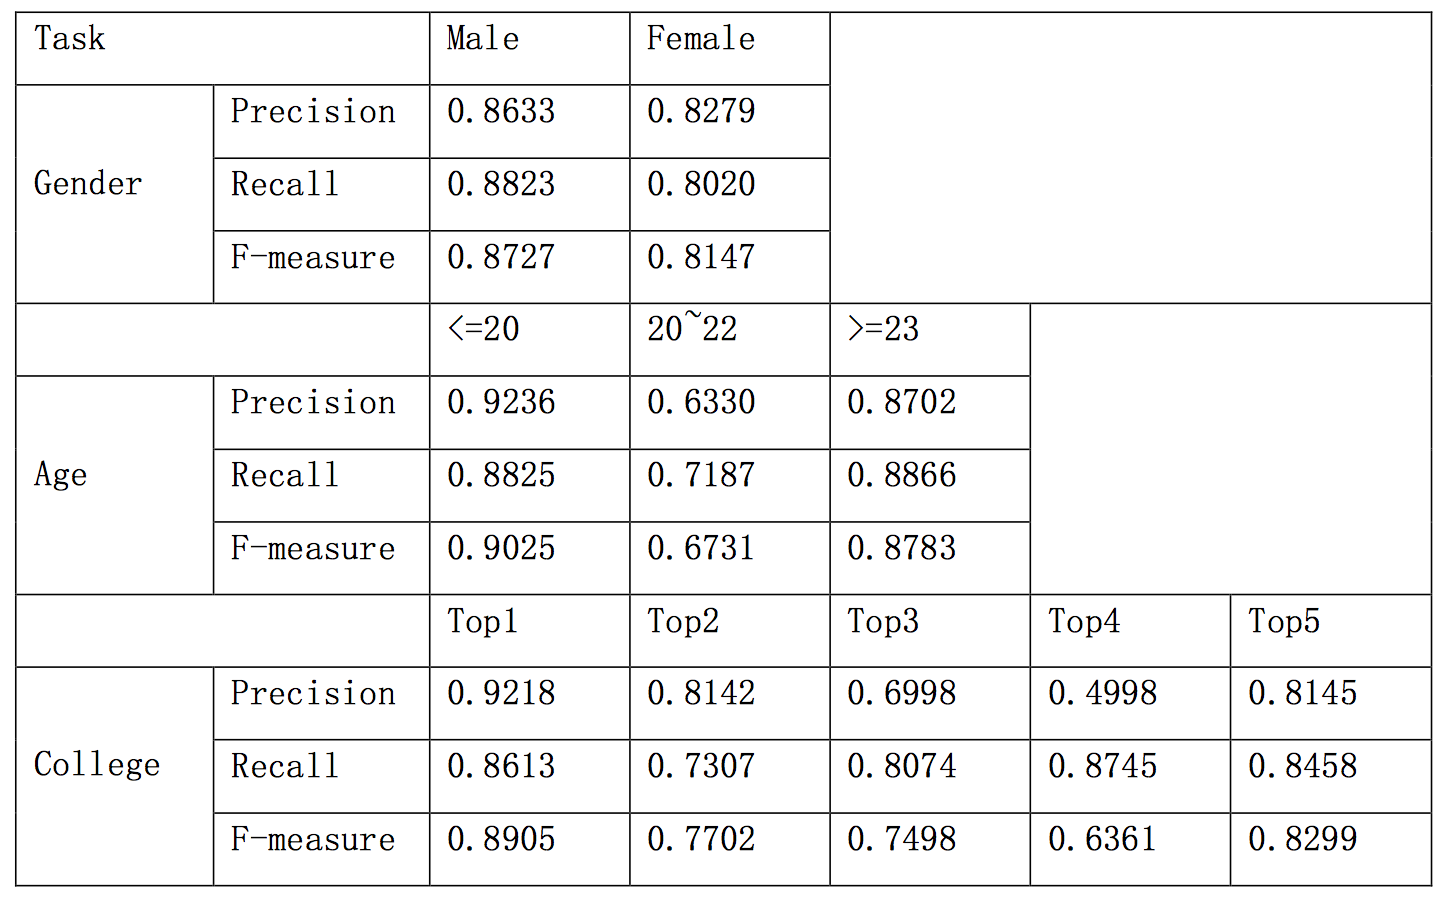 Task Male Female
Precision 0.8633 0.8279
Gender Recall 0.8823 0.8020
F-measure 0.8727 0.8147
<=20 20~22 >=23
Precision 0.9236 0.6330 0.8702
Age Recall 0.8825 0.7187 0.8866
F-measure 0.9025 0.6731 0.8783
Top1 Top2 Top3 Top4 Top5
Precision 0.9218 0.8142 0.6998 0.4998 0.8145
College Recall 0.8613 0.7307 0.8074 0.8745 0.8458
F-measure 0.8905 0.7702 0.7498 0.6361 0.8299